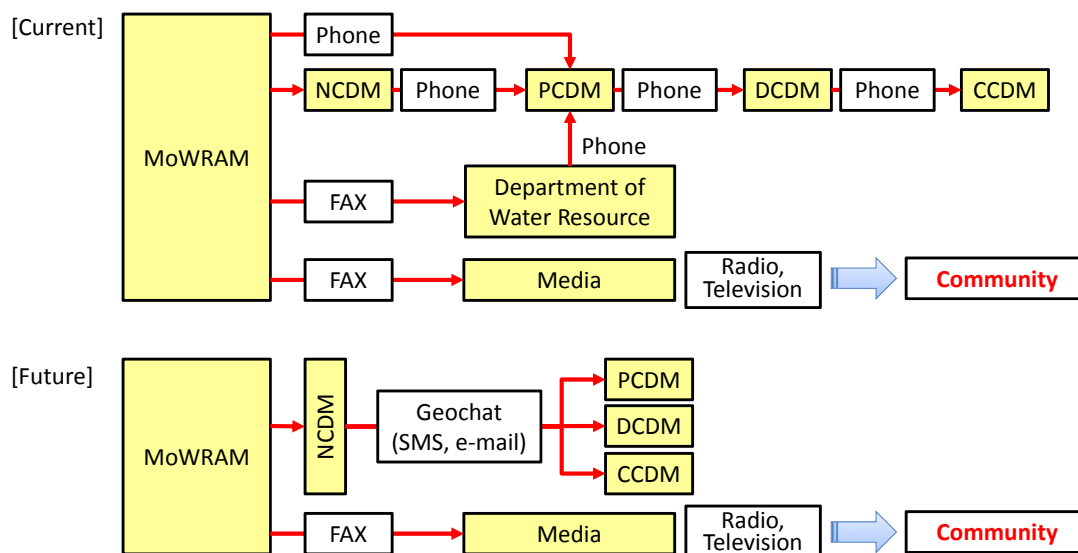 [Current]
MoWRAM
Phone
NCDM
Phone
PCDM
Phone
DCDM
Phone
CCDM
Phone
FAX
Department of
Water Resource
FAX
Media
Radio,
Television
Community
[Future]
MoWRAM
NCDM
Geochat
(SMS, e-mail)
PCDM
DCDM
CCDM
FAX
Media
Radio,
Television
Community